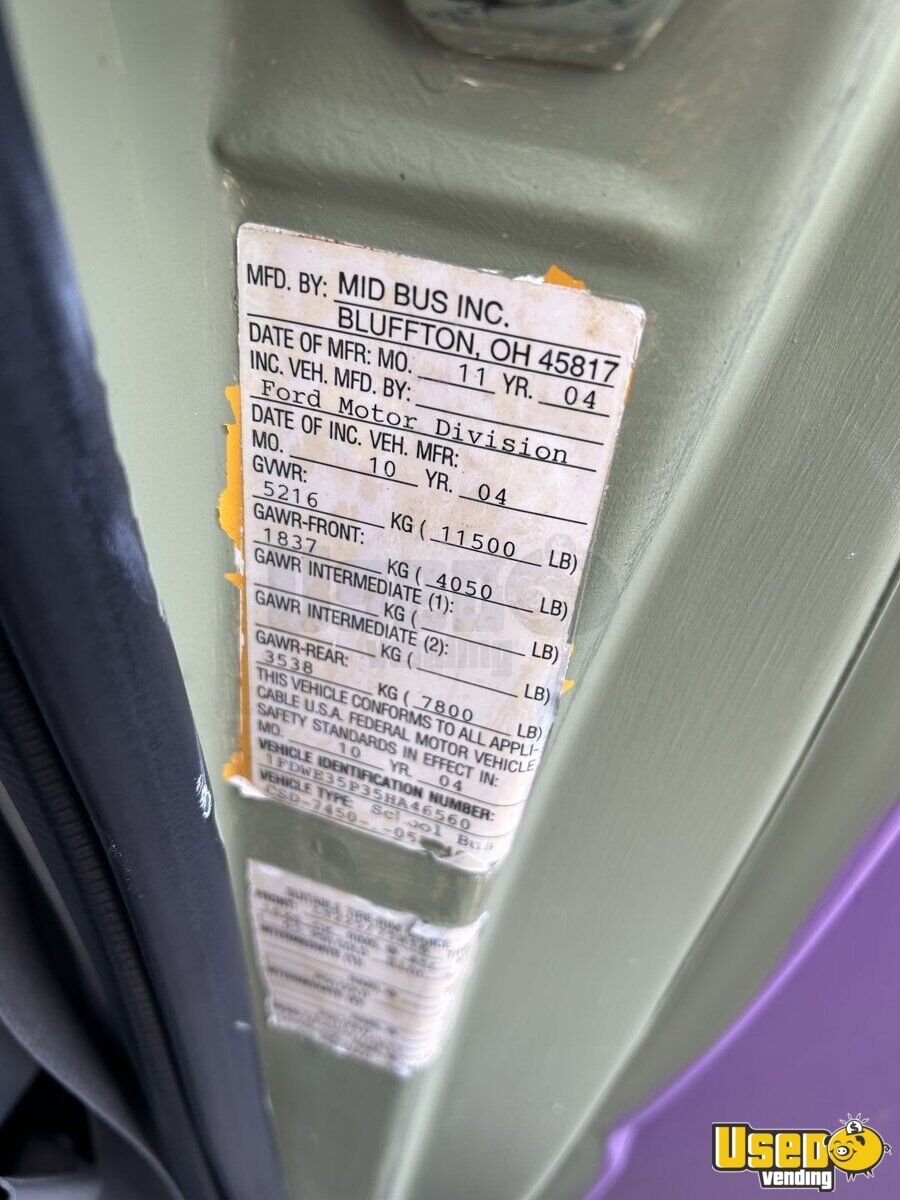 MFD. BY: MID BUS INC.
BLUFFTON, OH 45817
DATE OF MFR: MO. 11 YR. 04
INC. VEH. MFD. BY:
Ford Motor Division
DATE OF INC. VEH. MFR:
MO. 10 YR. 04
GVWR:
5216 KG ( 11500 LB)
GAWR-FRONT:
1837 KG ( 4050 LB)
GAWR INTERMEDIATE (1):
KG ( LB)
GAWR INTERMEDIATE (2):
KG ( LB)
GAWR-REAR:
3538 KG ( 7800 LB)
THIS VEHICLE CONFORMS TO ALL APPLI-
CABLE U.S.A. FEDERAL MOTOR VEHICLE
SAFETY STANDARDS IN EFFECT IN:
MO. 10 YR. 04
VEHICLE IDENTIFICATION NUMBER:
1FDWE35P35HA46560
VEHICLE TYPE: School Bus
USED
vending